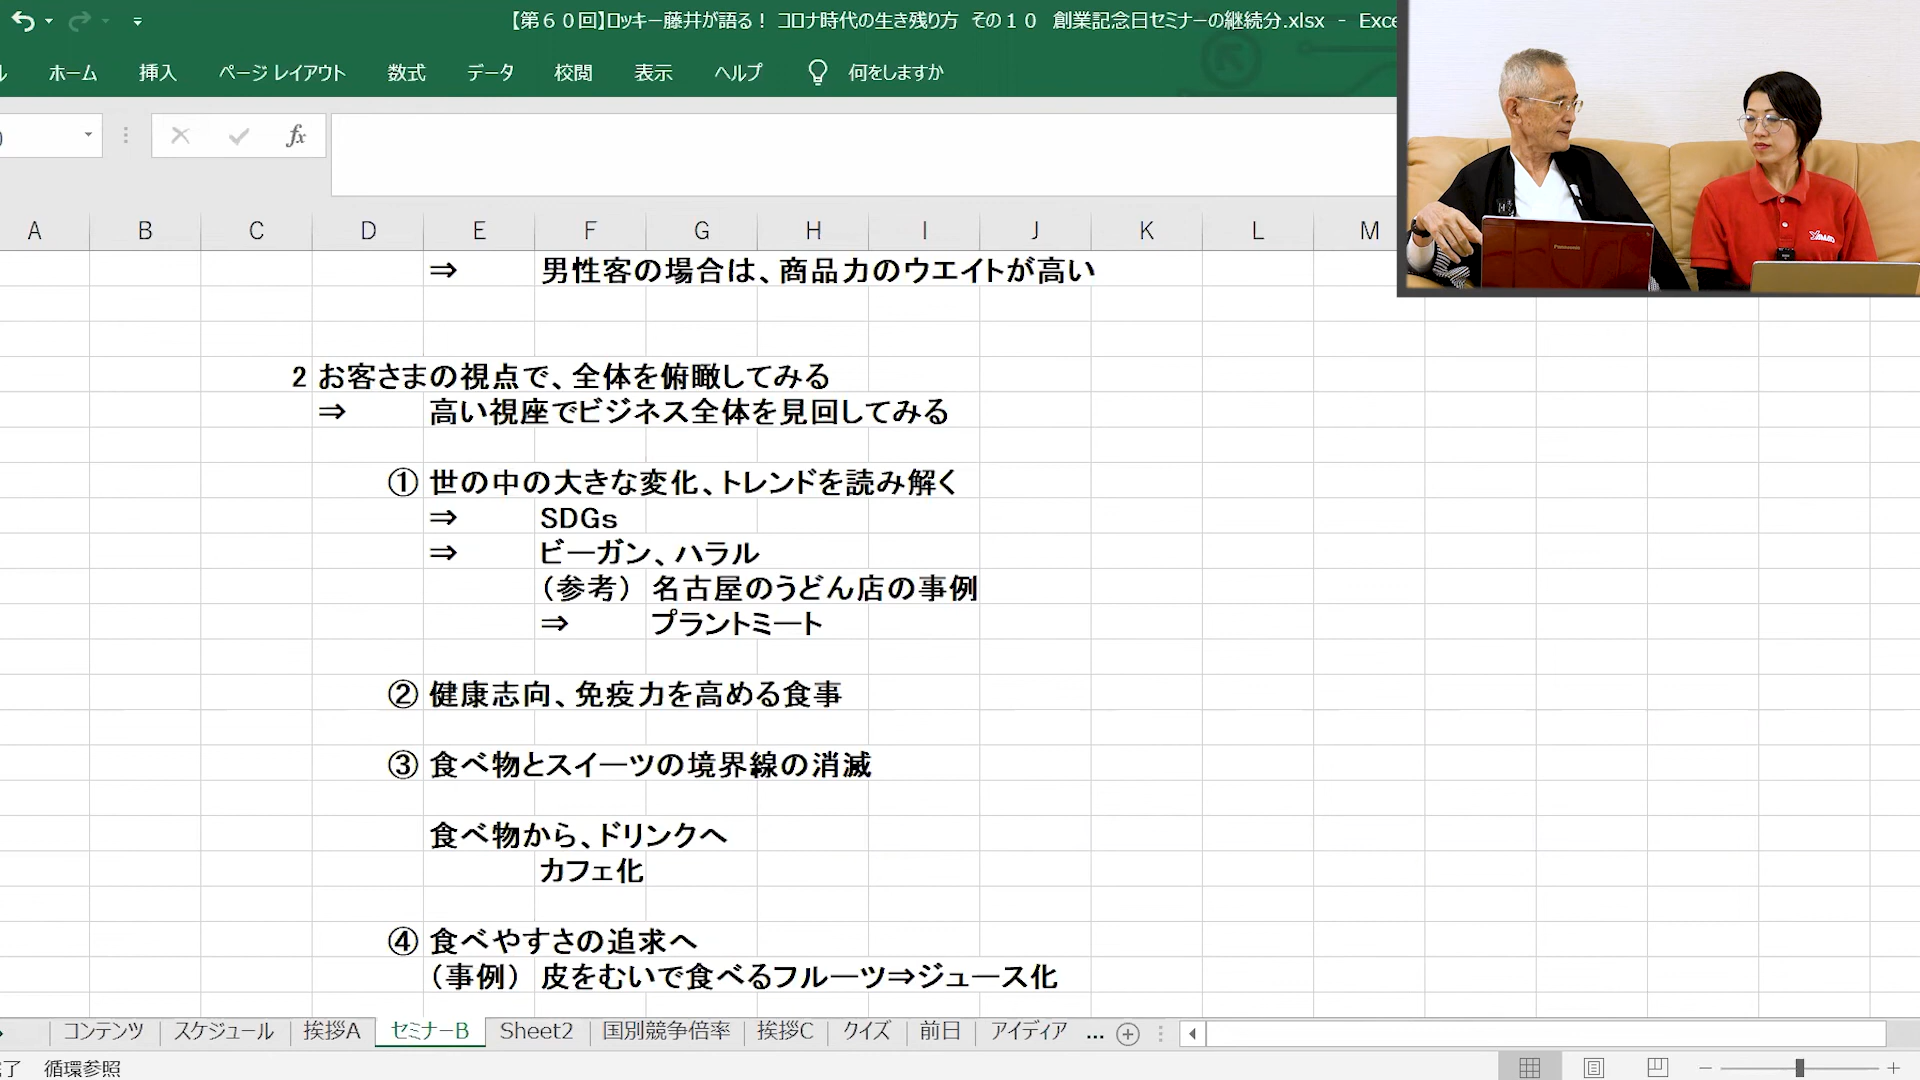 【第６０回】ロッキー藤井が語る！ コロナ時代の生き残り方 その１０ 創業記念日セミナーの継続分.xlsx - Exce
ル ホーム 挿入 ページ レイアウト 数式 データ 校閲 表示 ヘルプ 何をしますか
fx
A B C D E F G H I J K L M
⇒ 男性客の場合は、商品力のウエイトが高い
2 お客さまの視点で、全体を俯瞰してみる
⇒ 高い視座でビジネス全体を見回してみる
① 世の中の大きな変化、トレンドを読み解く
⇒ SDGs
⇒ ビーガン、ハラル
（参考） 名古屋のうどん店の事例
⇒ プラントミート
② 健康志向、免疫力を高める食事
③ 食べ物とスイーツの境界線の消滅
食べ物から、ドリンクへ
カフェ化
④ 食べやすさの追求へ
（事例） 皮をむいで食べるフルーツ⇒ジュース化
コンテンツ スケジュール 挨拶A セミナーB Sheet2 国別競争倍率 挨拶C クイズ 前日 アイディア ...
完了 循環参照
Panasonic